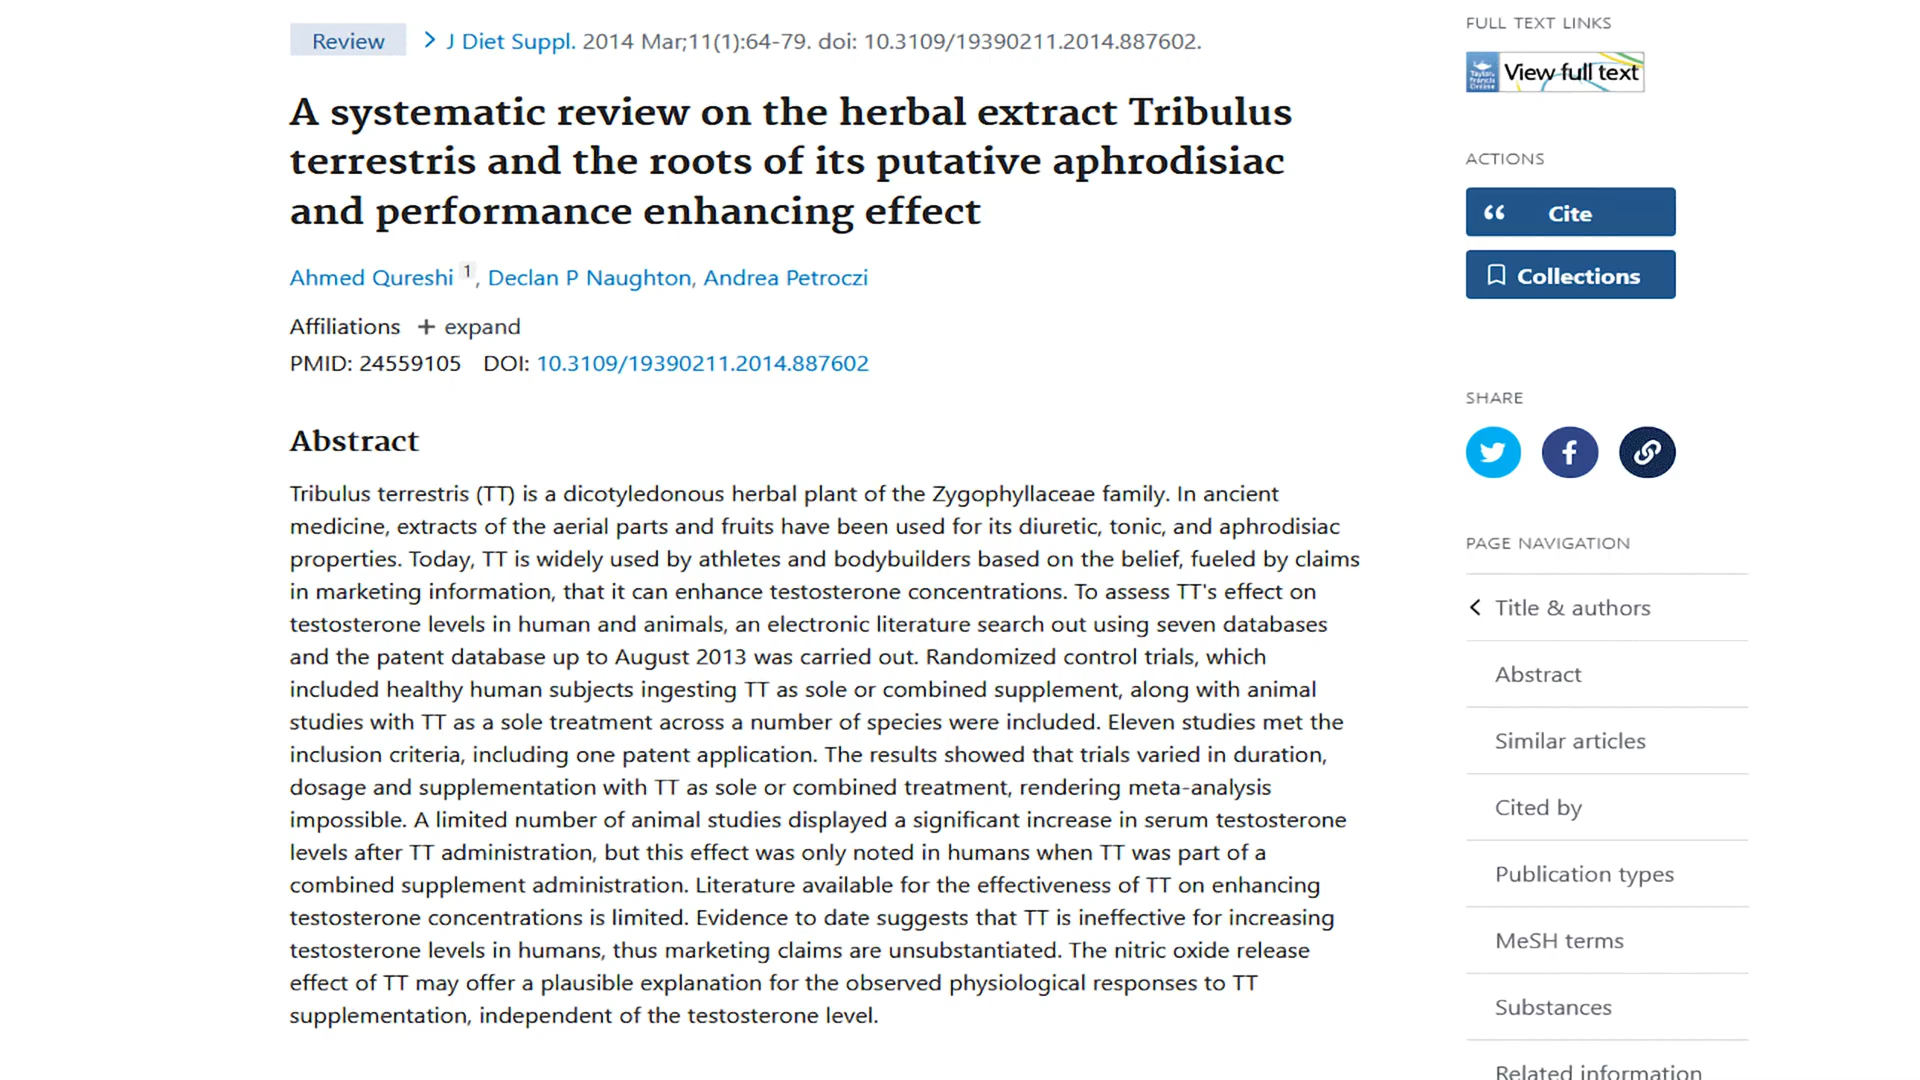 Review > J Diet Suppl. 2014 Mar;11(1):64-79. doi: 10.3109/19390211.2014.887602.
A systematic review on the herbal extract Tribulus
terrestris and the roots of its putative aphrodisiac
and performance enhancing effect
Ahmed Qureshi 1, Declan P Naughton, Andrea Petroczi
Affiliations + expand
PMID: 24559105 DOI: 10.3109/19390211.2014.887602
Abstract
Tribulus terrestris (TT) is a dicotyledonous herbal plant of the Zygophyllaceae family. In ancient
medicine, extracts of the aerial parts and fruits have been used for its diuretic, tonic, and aphrodisiac
properties. Today, TT is widely used by athletes and bodybuilders based on the belief, fueled by claims
in marketing information, that it can enhance testosterone concentrations. To assess TT's effect on
testosterone levels in human and animals, an electronic literature search out using seven databases
and the patent database up to August 2013 was carried out. Randomized control trials, which
included healthy human subjects ingesting TT as sole or combined supplement, along with animal
studies with TT as a sole treatment across a number of species were included. Eleven studies met the
inclusion criteria, including one patent application. The results showed that trials varied in duration,
dosage and supplementation with TT as sole or combined treatment, rendering meta-analysis
impossible. A limited number of animal studies displayed a significant increase in serum testosterone
levels after TT administration, but this effect was only noted in humans when TT was part of a
combined supplement administration. Literature available for the effectiveness of TT on enhancing
testosterone concentrations is limited. Evidence to date suggests that TT is ineffective for increasing
testosterone levels in humans, thus marketing claims are unsubstantiated. The nitric oxide release
effect of TT may offer a plausible explanation for the observed physiological responses to TT
supplementation, independent of the testosterone level.
FULL TEXT LINKS
Taylor & Francis Online
View full text
ACTIONS
Cite
Collections
SHARE
PAGE NAVIGATION
Title & authors
Abstract
Similar articles
Cited by
Publication types
MeSH terms
Substances
Related information